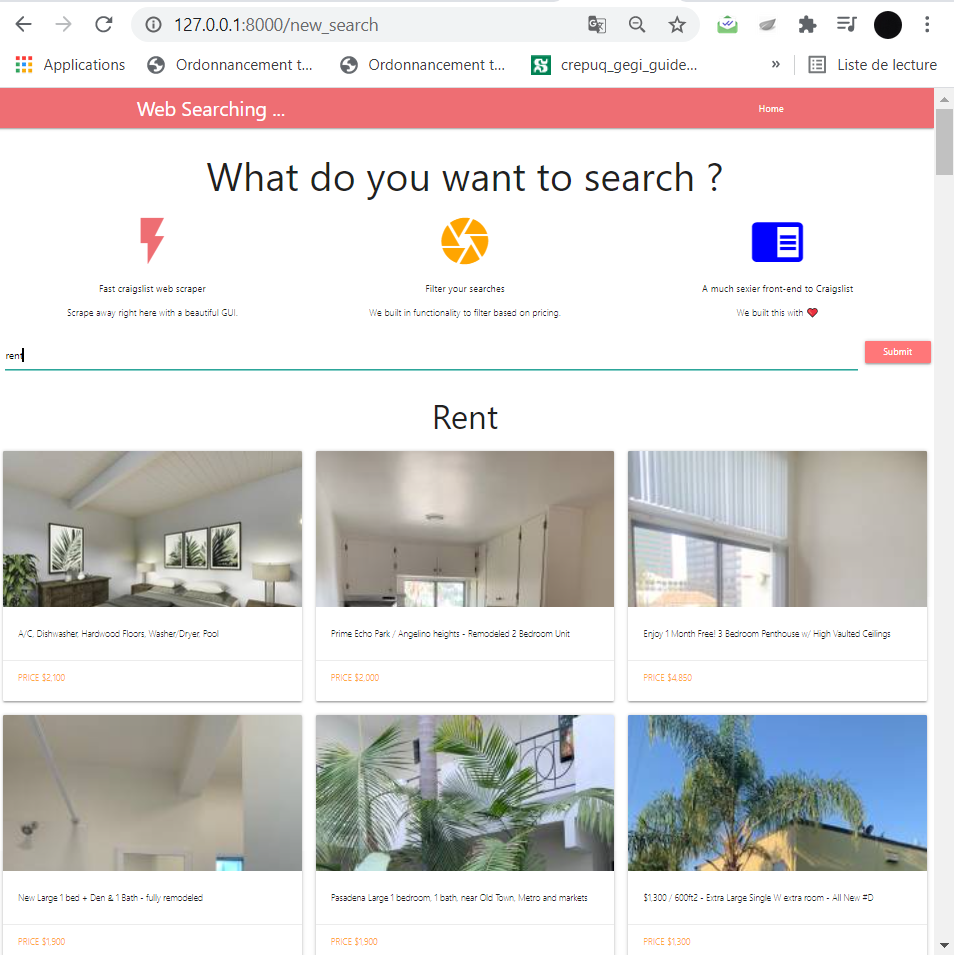 127.0.0.1:8000/new_search
Applications
Ordonnancement t...
Ordonnancement t...
crepuq_gegi_guide...
»
Liste de lecture
Web Searching ...
Home
What do you want to search ?
Fast craigslist web scraper
Filter your searches
A much sexier front-end to Craigslist
Scrape away right here with a beautiful GUI.
We built in functionality to filter based on pricing.
We built this with ❤
rent
Submit
Rent
A/C, Dishwasher, Hardwood Floors, Washer/Dryer, Pool
Prime Echo Park / Angelino heights - Remodeled 2 Bedroom Unit
Enjoy 1 Month Free! 3 Bedroom Penthouse w/ High Vaulted Ceilings
PRICE $2,100
PRICE $2,000
PRICE $4,850
New Large 1 bed + Den & 1 Bath - fully remodeled
Pasadena Large 1 bedroom, 1 bath, near Old Town, Metro and markets
$1,300 / 600ft2 - Extra Large Single W extra room - All New #D
PRICE $1,900
PRICE $1,900
PRICE $1,300